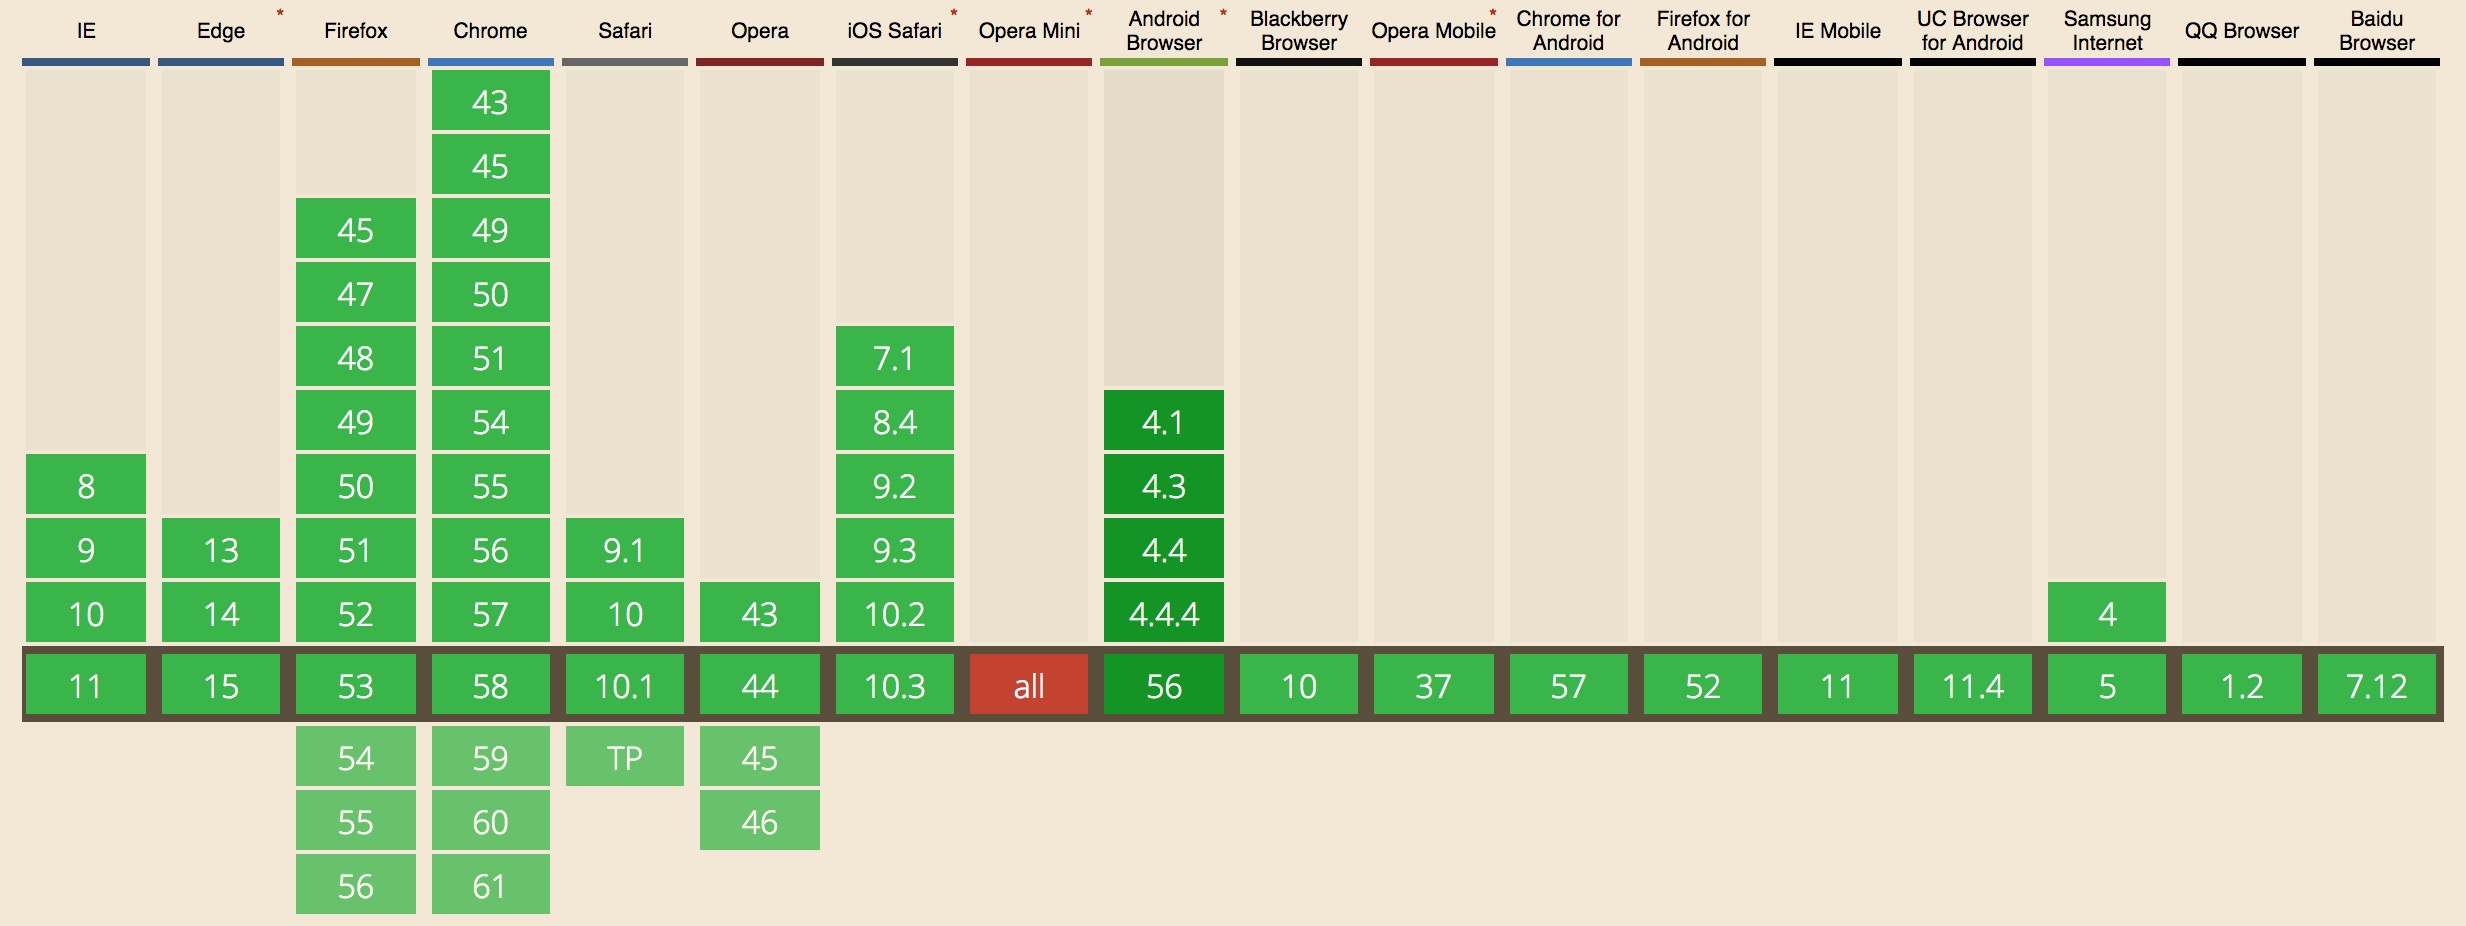 IE
Edge *
Firefox
Chrome
Safari
Opera
iOS Safari *
Opera Mini *
Android *
Browser
Blackberry
Browser
Opera Mobile *
Chrome for
Android
Firefox for
Android
IE Mobile
UC Browser
for Android
Samsung
Internet
QQ Browser
Baidu
Browser
43
45
45 49
47 50
48 51 7.1
49 54 8.4 4.1
8 50 55 9.2 4.3
9 13 51 56 9.1 9.3 4.4
10 14 52 57 10 43 10.2 4.4.4 4
11 15 53 58 10.1 44 10.3 all 56 10 37 57 52 11 11.4 5 1.2 7.12
54 59 TP 45
55 60 46
56 61